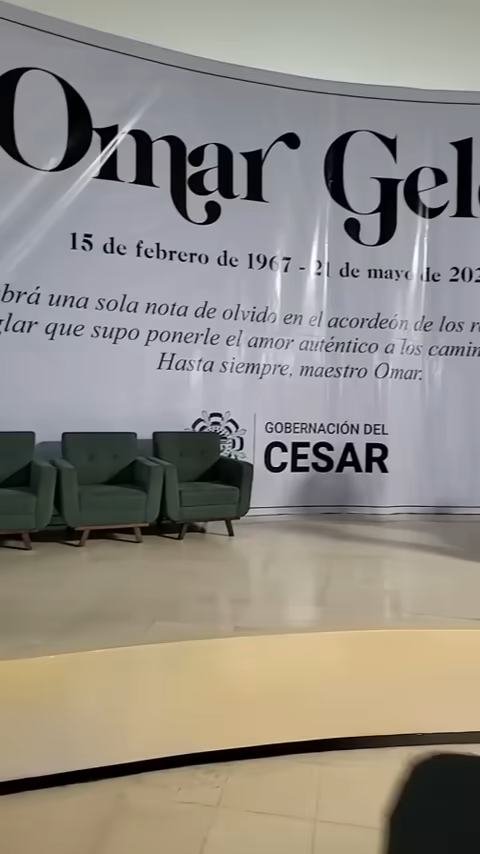 Omar Gel
15 de febrero de 1967 - 21 de mayo de 202
brá una sola nota de olvido en el acordeón de los r
glar que supo ponerle el amor auténtico a los camin
Hasta siempre, maestro Omar.
GOBERNACIÓN DEL
CESAR